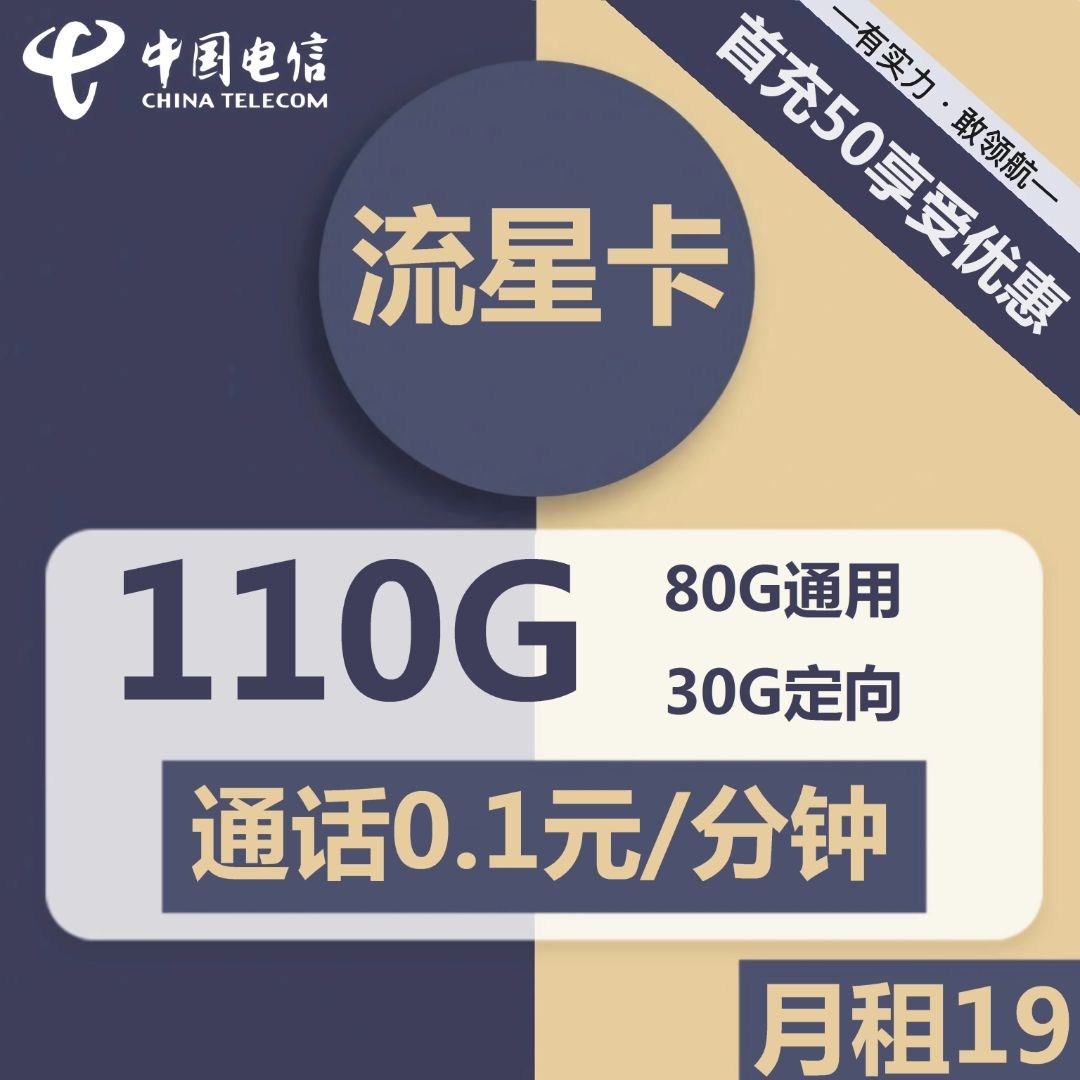 中国电信
CHINA TELECOM
一有实力·敢领航一
首充50享受优惠
流星卡
110G
80G通用
30G定向
通话0.1元/分钟
月租19